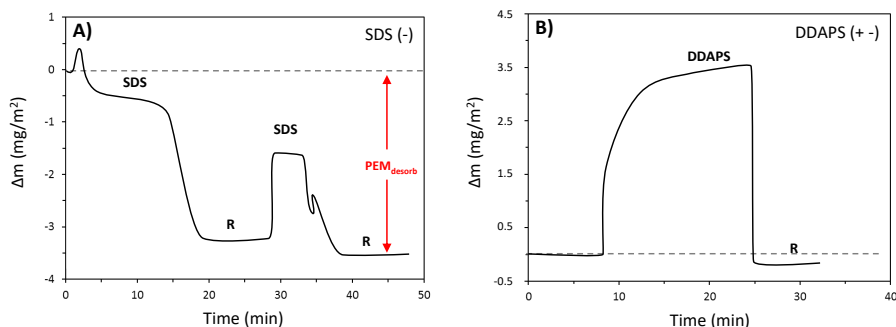 A)
SDS (-)
1
0
-1
-2
-3
-4
SDS
R
SDS
R
PEMdesorb
Δm (mg/m²)
0 10 20 30 40 50
Time (min)
B)
DDAPS (+ -)
4.5
3.5
2.5
1.5
0.5
-0.5
DDAPS
R
Δm (mg/m²)
0 10 20 30 40
Time (min)